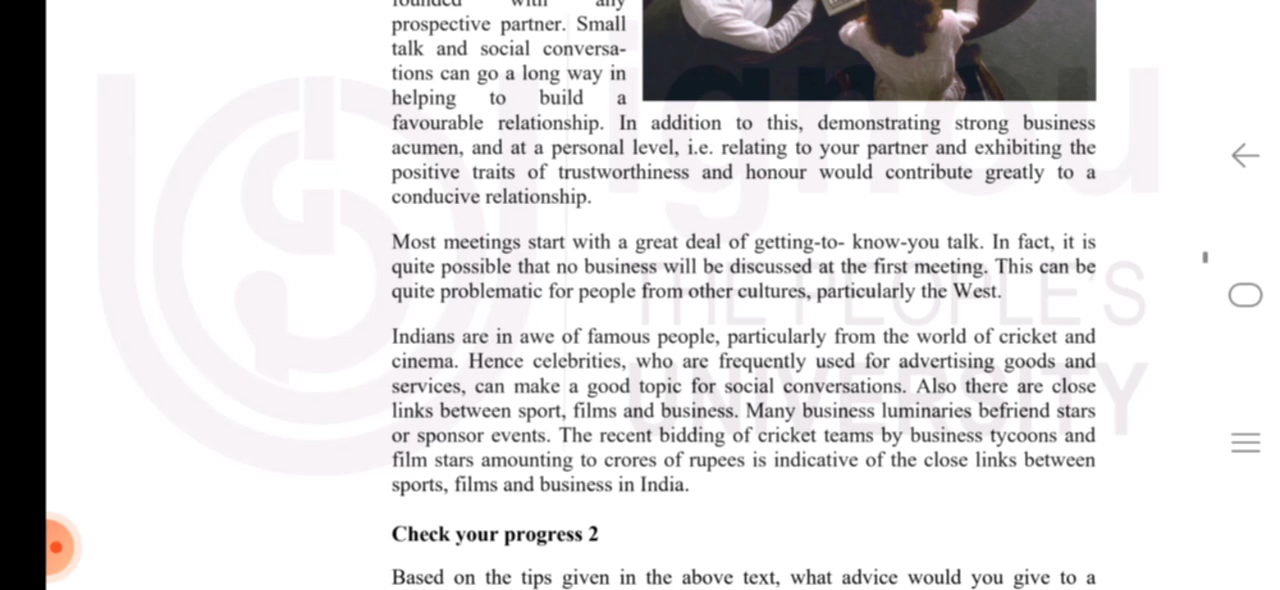 prospective partner. Small
talk and social conversa-
tions can go a long way in
helping to build a
favourable relationship. In addition to this, demonstrating strong business
acumen, and at a personal level, i.e. relating to your partner and exhibiting the
positive traits of trustworthiness and honour would contribute greatly to a
conducive relationship.
Most meetings start with a great deal of getting-to- know-you talk. In fact, it is
quite possible that no business will be discussed at the first meeting. This can be
quite problematic for people from other cultures, particularly the West.
Indians are in awe of famous people, particularly from the world of cricket and
cinema. Hence celebrities, who are frequently used for advertising goods and
services, can make a good topic for social conversations. Also there are close
links between sport, films and business. Many business luminaries befriend stars
or sponsor events. The recent bidding of cricket teams by business tycoons and
film stars amounting to crores of rupees is indicative of the close links between
sports, films and business in India.
Check your progress 2
Based on the tips given in the above text, what advice would you give to a
ignou
THE PEOPLE'S
UNIVERSITY